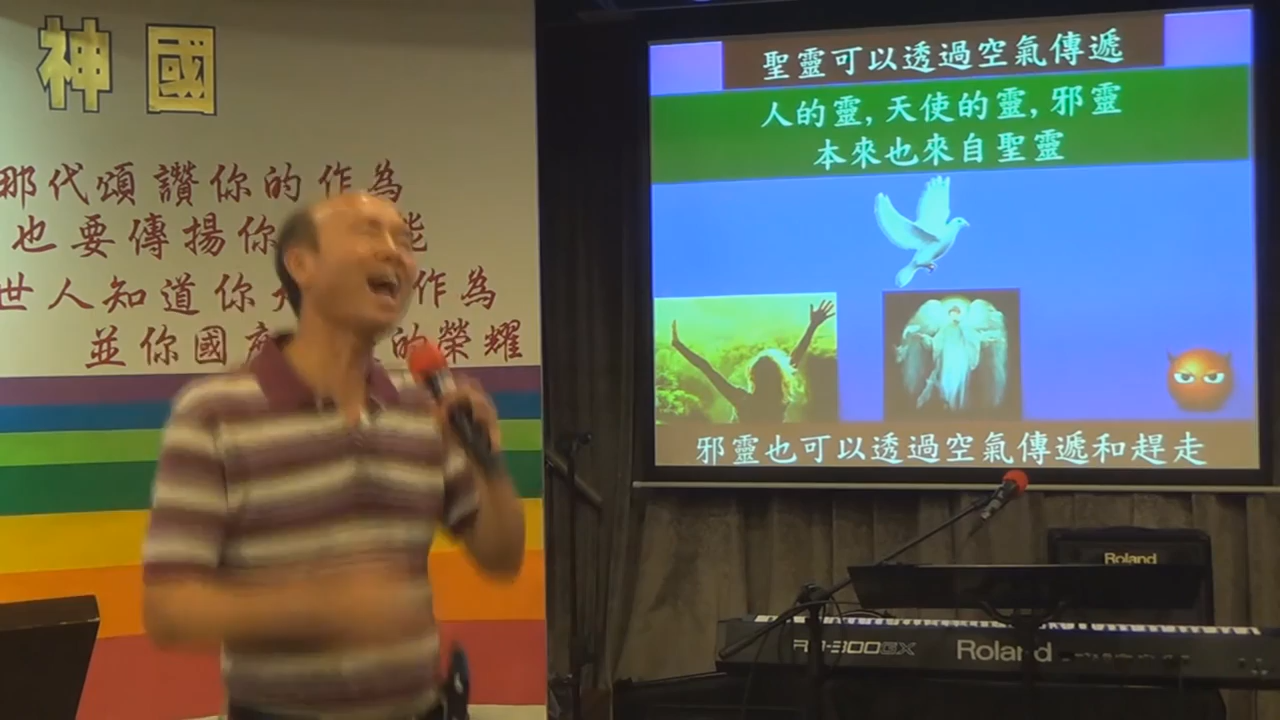 神國
那代頌讚你的作為
也要傳揚你 能
世人知道你 作為
並你國 的榮耀
聖靈可以透過空氣傳遞
人的靈, 天使的靈, 邪靈
本來也來自聖靈
邪靈也可以透過空氣傳遞和趕走
Roland
RD-300GX
Roland